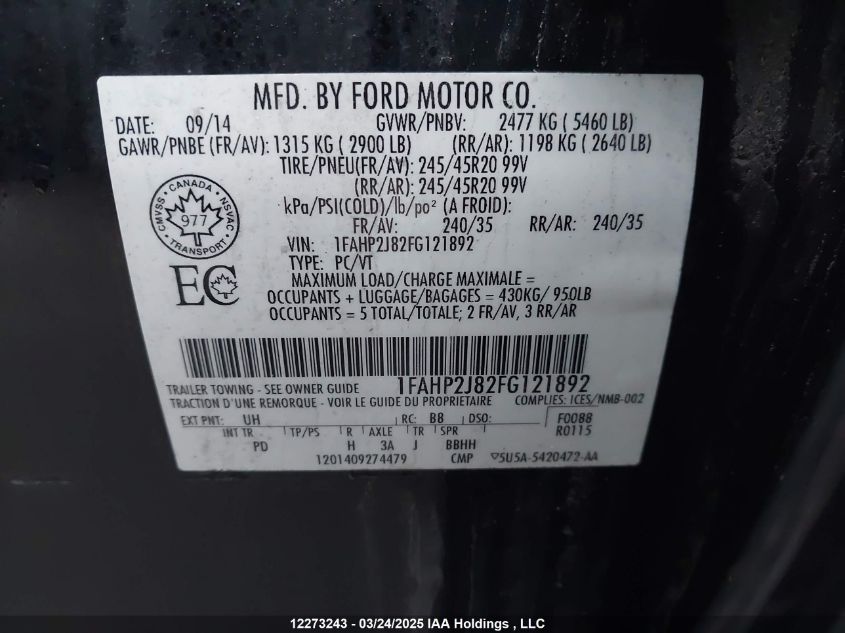 MFD. BY FORD MOTOR CO.
DATE: 09/14 GVWR/PNBV: 2477 KG ( 5460 LB)
GAWR/PNBE (FR/AV): 1315 KG ( 2900 LB) (RR/AR): 1198 KG ( 2640 LB)
TIRE/PNEU(FR/AV): 245/45R20 99V
(RR/AR): 245/45R20 99V
kPa/PSI(COLD)/lb/po² (A FROID):
FR/AV: 240/35 RR/AR: 240/35
VIN: 1FAHP2J82FG121892
TYPE: PC/VT
CANADA
CMVSS 977 NSVAC
TRANSPORT
EC
MAXIMUM LOAD/CHARGE MAXIMALE =
OCCUPANTS + LUGGAGE/BAGAGES = 430KG/ 950LB
OCCUPANTS = 5 TOTAL/TOTALE; 2 FR/AV, 3 RR/AR
TRAILER TOWING - SEE OWNER GUIDE 1FAHP2J82FG121892
TRACTION D'UNE REMORQUE - VOIR LE GUIDE DU PROPRIETAIRE COMPLIES: ICES/NMB-002
EXT PNT: UH RC: B8 DSO: F0088
INT TR TP/PS R AXLE TR SPR R0115
PD H 3A J BBHH
1201409274479 CMP 5U5A-5420472-AA
12273243 - 03/24/2025 IAA Holdings , LLC